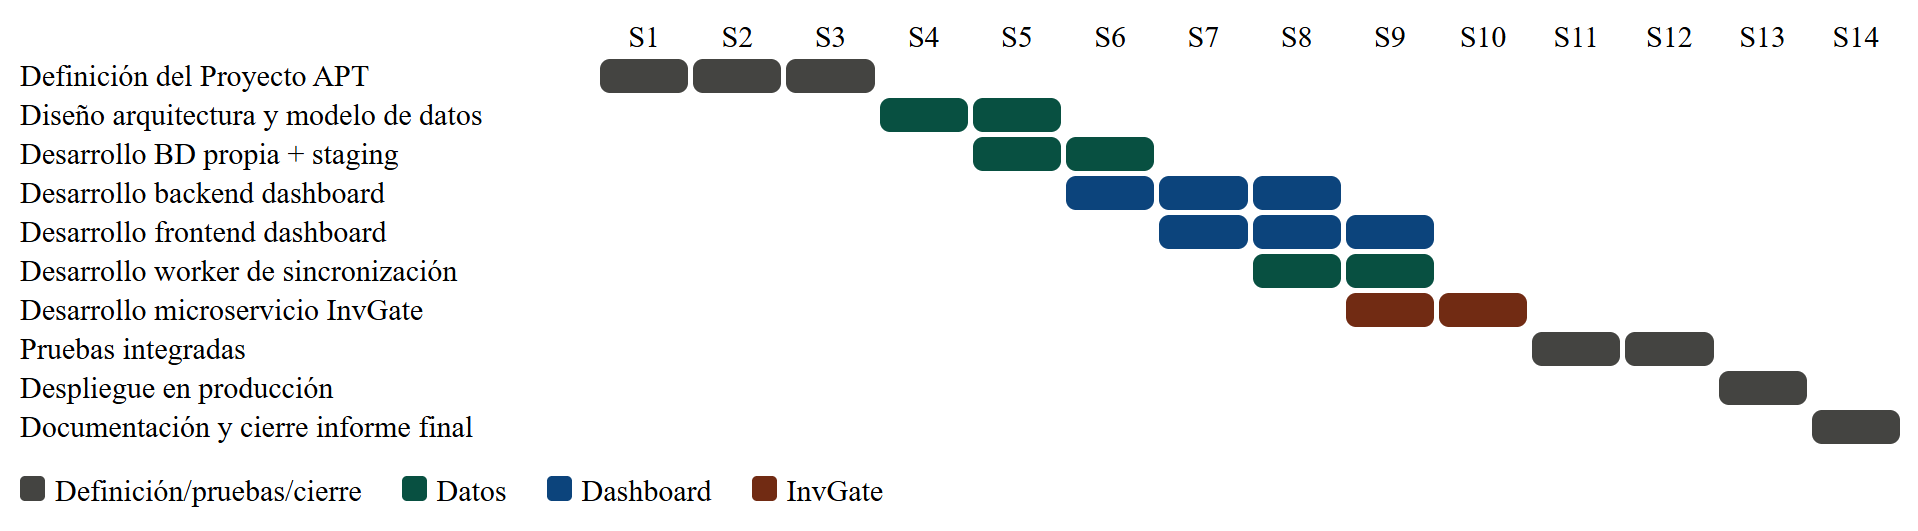 S1 S2 S3 S4 S5 S6 S7 S8 S9 S10 S11 S12 S13 S14
Definición del Proyecto APT
Diseño arquitectura y modelo de datos
Desarrollo BD propia + staging
Desarrollo backend dashboard
Desarrollo frontend dashboard
Desarrollo worker de sincronización
Desarrollo microservicio InvGate
Pruebas integradas
Despliegue en producción
Documentación y cierre informe final
Definición/pruebas/cierre Datos Dashboard InvGate